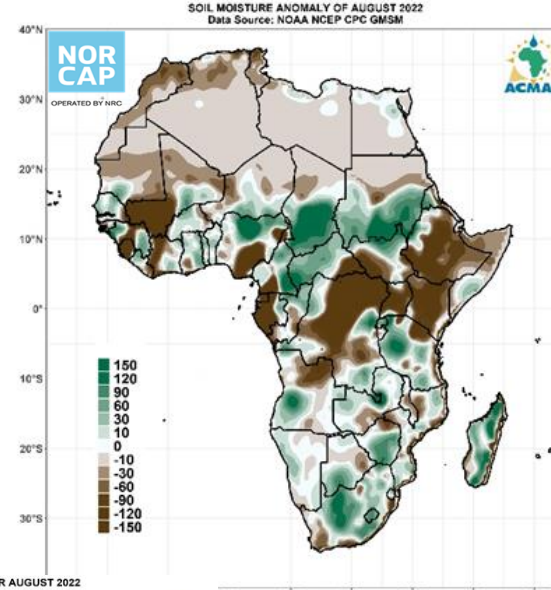 SOIL MOISTURE ANOMALY OF AUGUST 2022
Data Source: NOAA NCEP CPC GMSM
40°N
NOR
CAP
OPERATED BY NRC
ACMA
30°N
20°N
10°N
0°
10°S
20°S
30°S
150
120
90
60
30
10
0
-10
-30
-60
-90
-120
-150
R AUGUST 2022